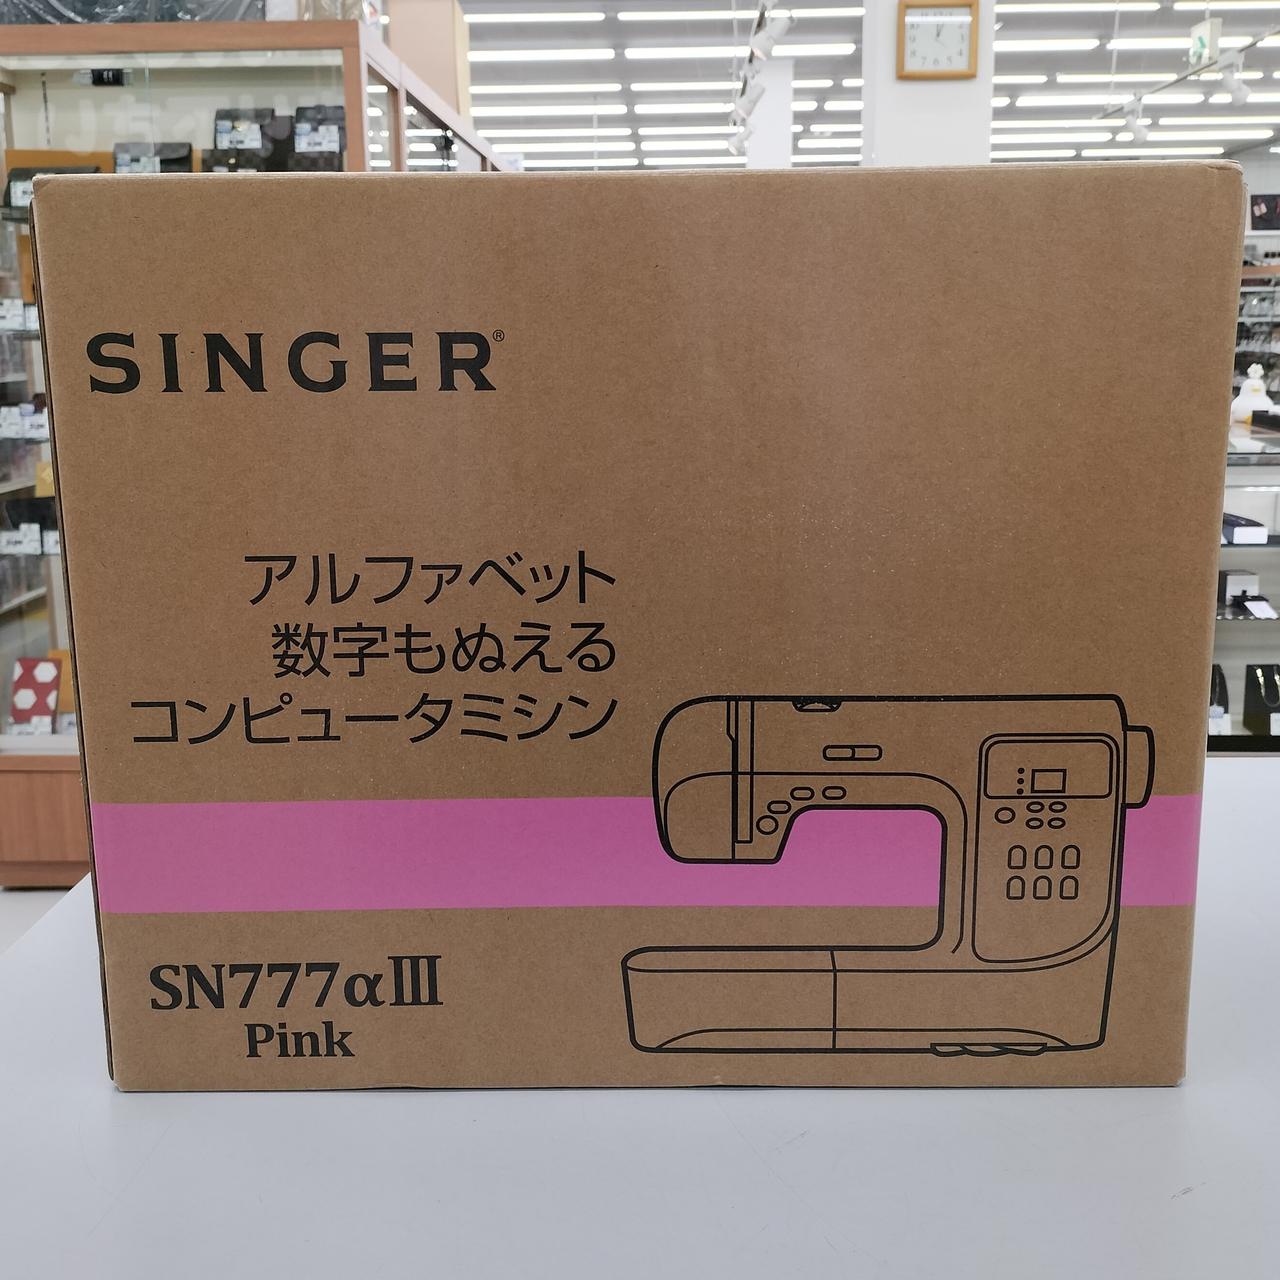 SINGER®
アルファベット
数字もぬえる
コンピュータミシン
SN777αIII
Pink